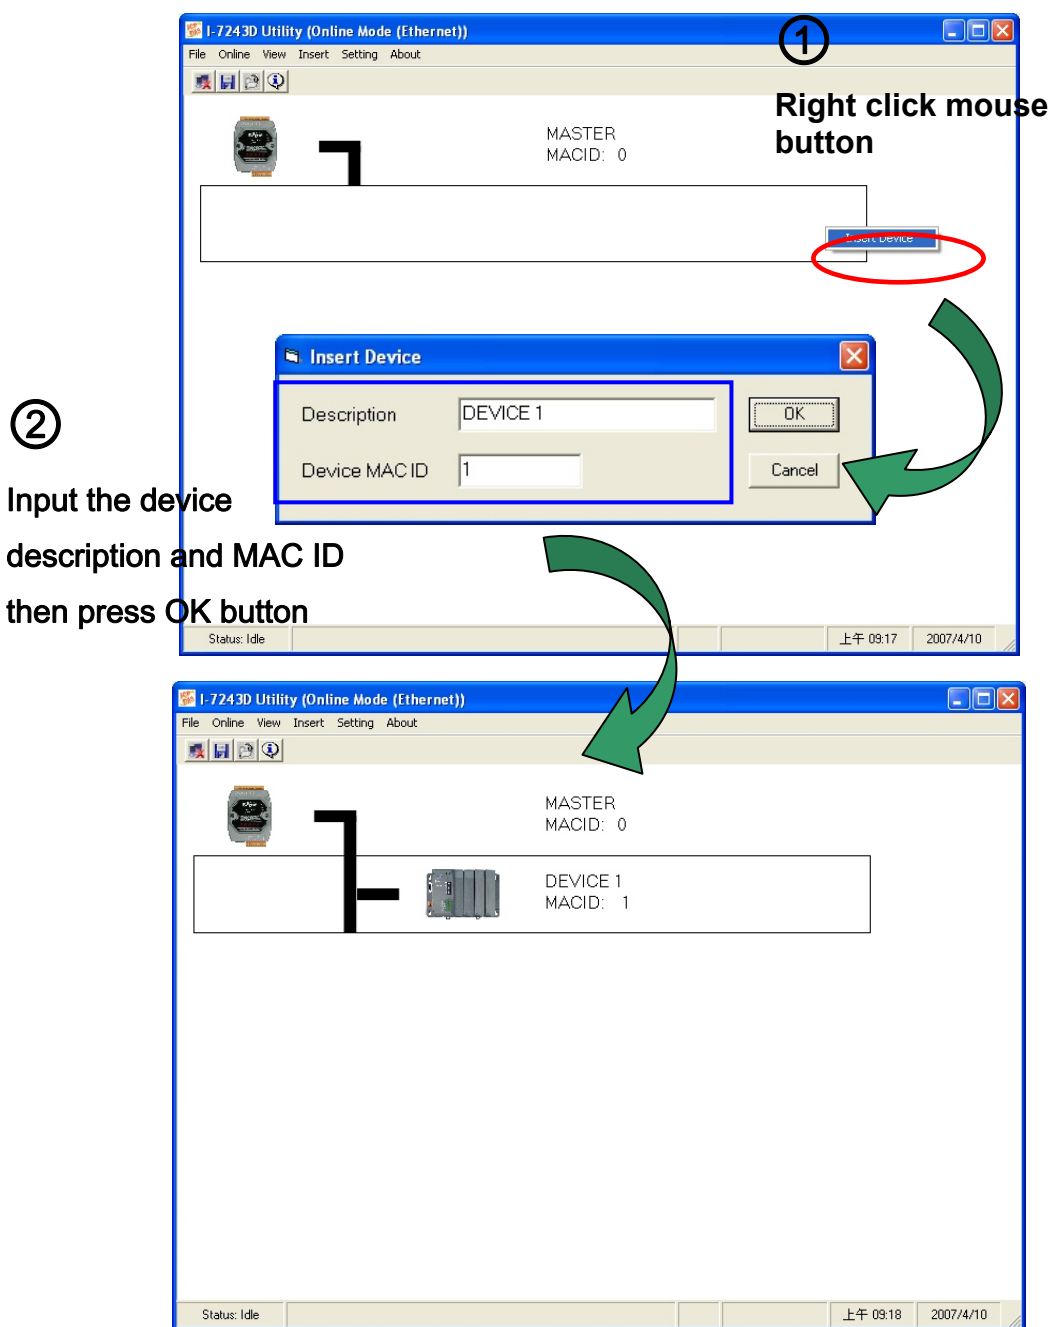 I-7243D Utility (Online Mode (Ethernet))
File Online View Insert Setting About
①
Right click mouse
button
MASTER
MACID: 0
Insert Device
Insert Device
Description
DEVICE 1
OK
Device MAC ID
1
Cancel
②
Input the device
description and MAC ID
then press OK button
Status: Idle
上午 09:17
2007/4/10
I-7243D Utility (Online Mode (Ethernet))
File Online View Insert Setting About
MASTER
MACID: 0
DEVICE 1
MACID: 1
Status: Idle
上午 09:18
2007/4/10